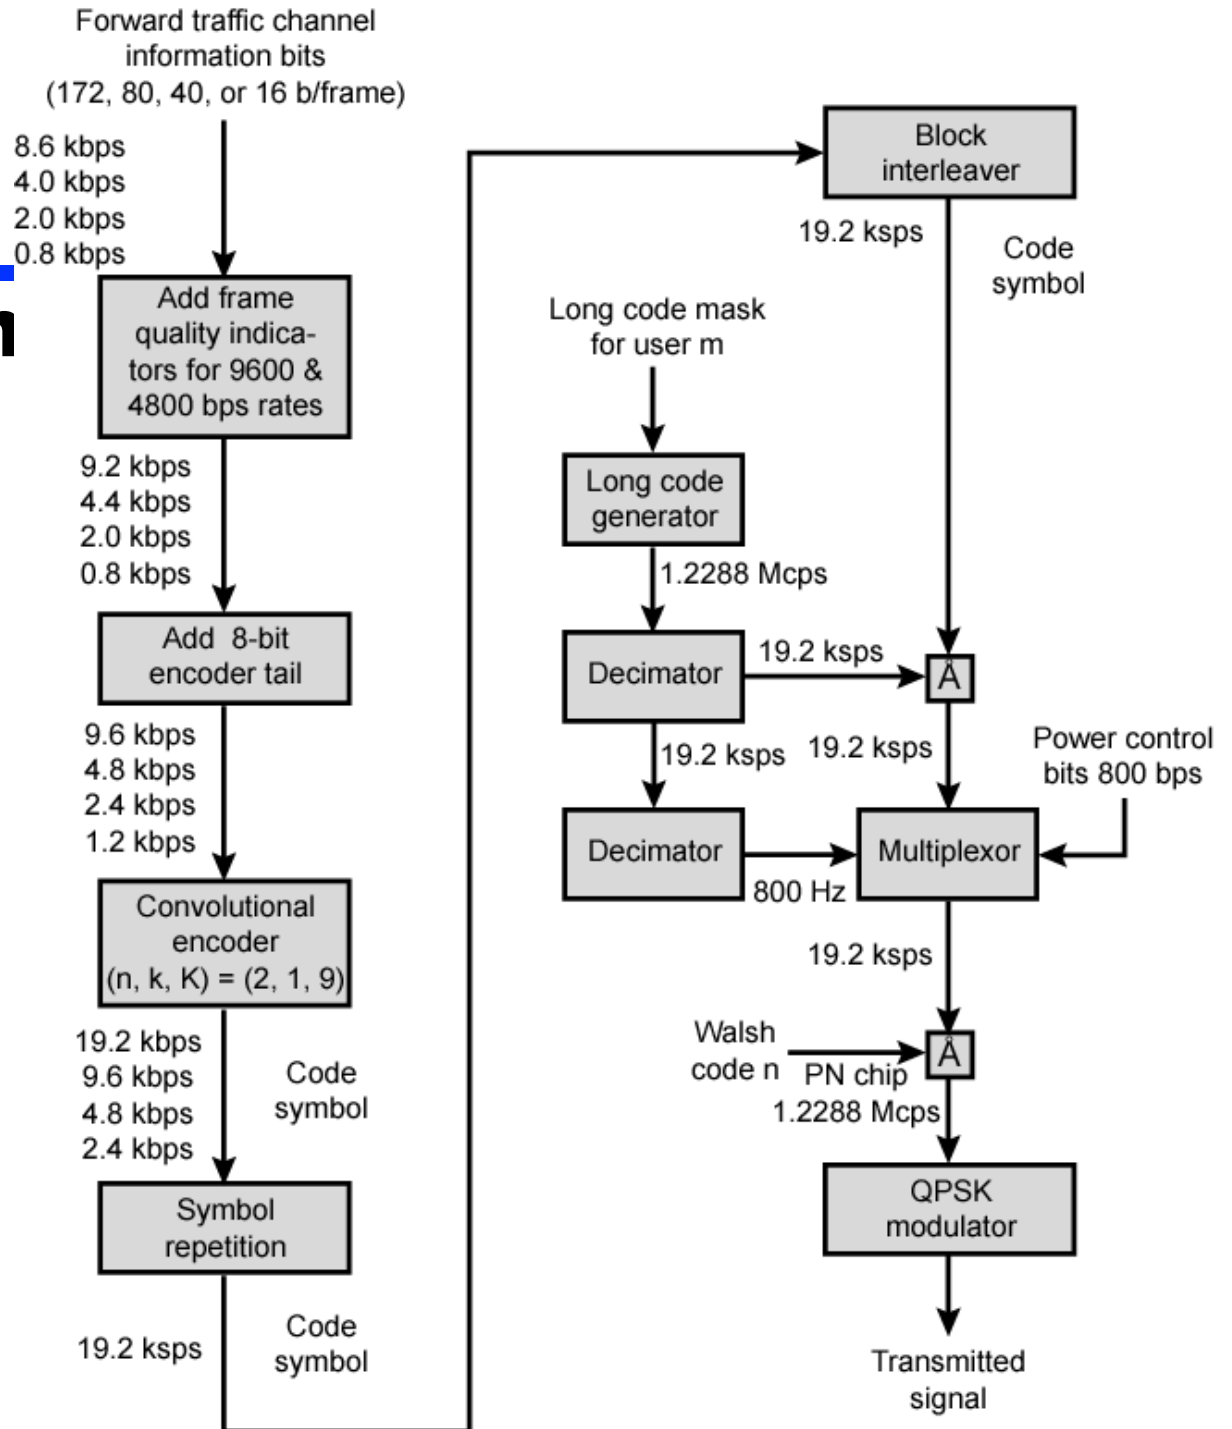 Forward traffic channel
information bits
(172, 80, 40, or 16 b/frame)
8.6 kbps
4.0 kbps
2.0 kbps
0.8 kbps
n
Add frame
quality indica-
tors for 9600 &
4800 bps rates
9.2 kbps
4.4 kbps
2.0 kbps
0.8 kbps
Add 8-bit
encoder tail
9.6 kbps
4.8 kbps
2.4 kbps
1.2 kbps
Convolutional
encoder
(n, k, K) = (2, 1, 9)
19.2 kbps
9.6 kbps
4.8 kbps
2.4 kbps
Code
symbol
Symbol
repetition
19.2 ksps
Code
symbol
Block
interleaver
19.2 ksps
Code
symbol
Long code mask
for user m
Long code
generator
1.2288 Mcps
Decimator
19.2 ksps
Å
19.2 ksps
19.2 ksps
Power control
bits 800 bps
Decimator
800 Hz
Multiplexor
19.2 ksps
Walsh
code n
PN chip
1.2288 Mcps
Å
QPSK
modulator
Transmitted
signal